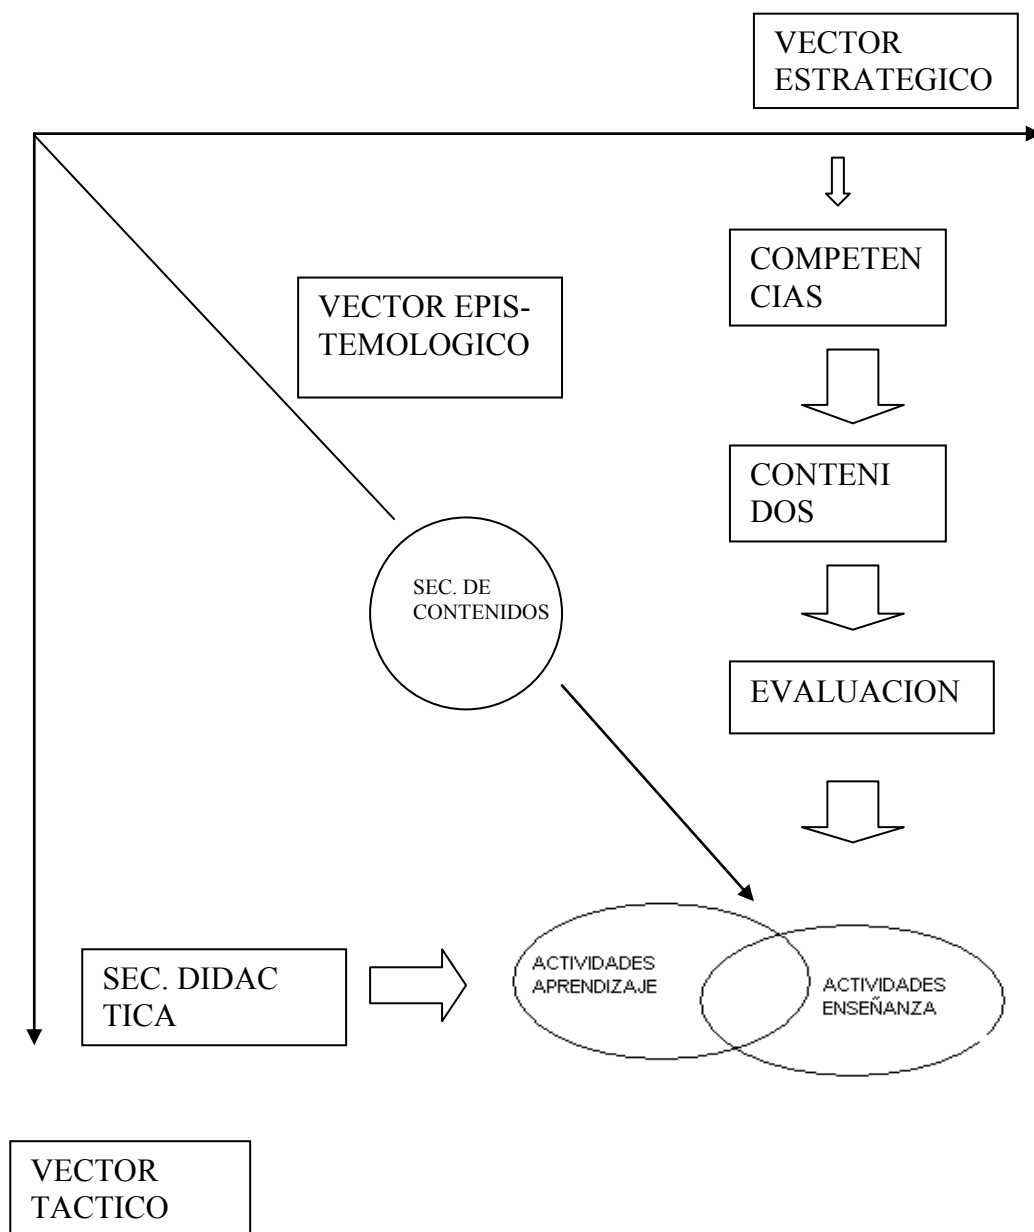 VECTOR
ESTRATEGICO
COMPETEN
CIAS
VECTOR EPIS-
TEMOLOGICO
CONTENI
DOS
SEC. DE
CONTENIDOS
EVALUACION
ACTIVIDADES
APRENDIZAJE
ACTIVIDADES
ENSEÑANZA
SEC. DIDAC
TICA
VECTOR
TACTICO